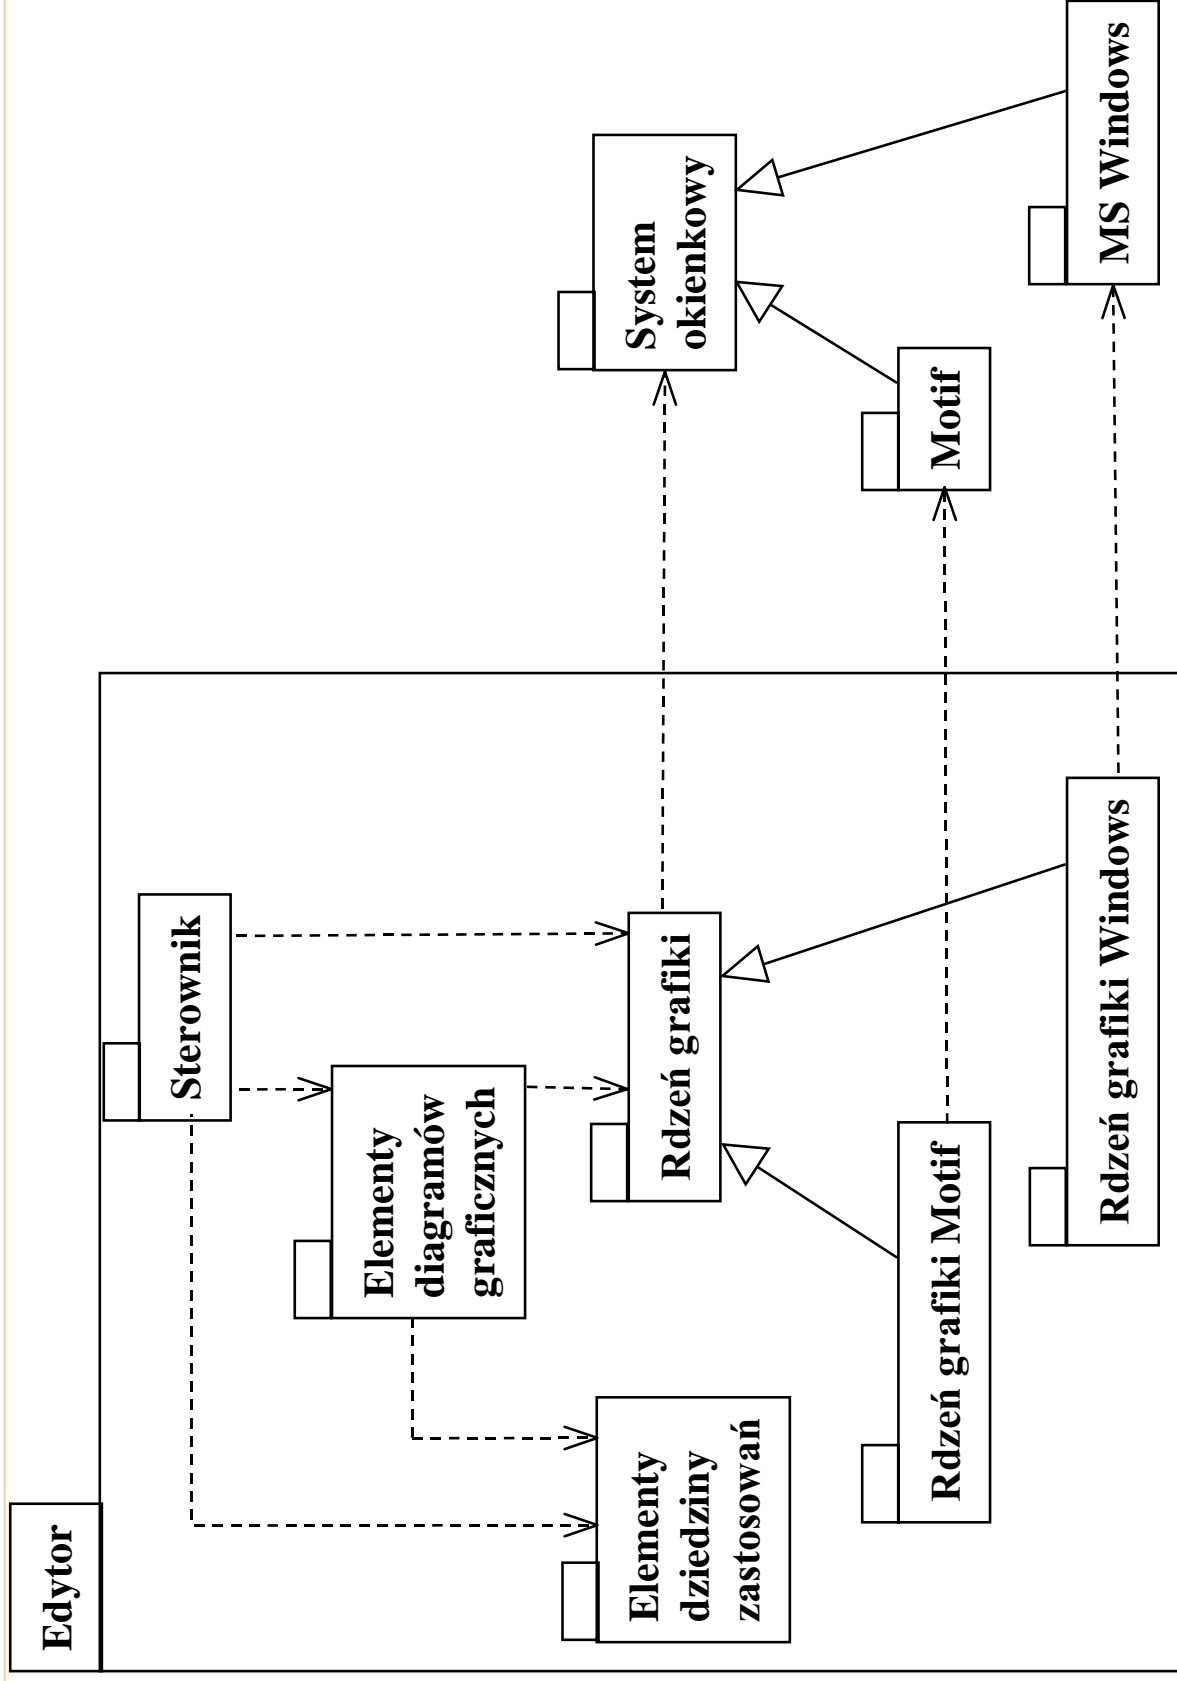 Edytor
Sterownik
Elementy
diagramów
graficznych
Elementy
dziedziny
zastosowań
Rdzeń grafiki
System
okienkowy
Rdzeń grafiki Motif
Motif
Rdzeń grafiki Windows
MS Windows